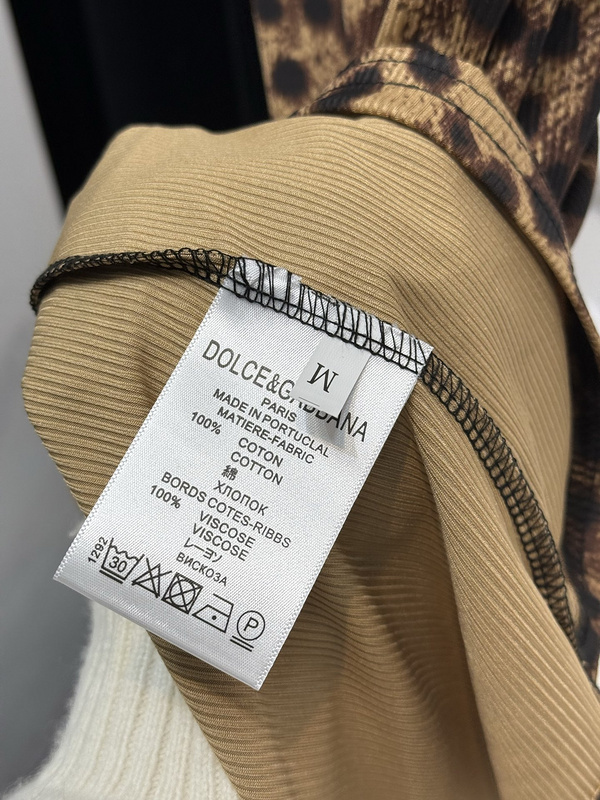 DOLCE&GABBANA
M
PARIS
MADE IN PORTUCLAL
MATIERE-FABRIC
100% COTON
COTTON
綿
ХЛОПОК
BORDS COTES-RIBBS
100% VISCOSE
VISCOSE
レーヨン
ВИСКОЗА
1292
30
P